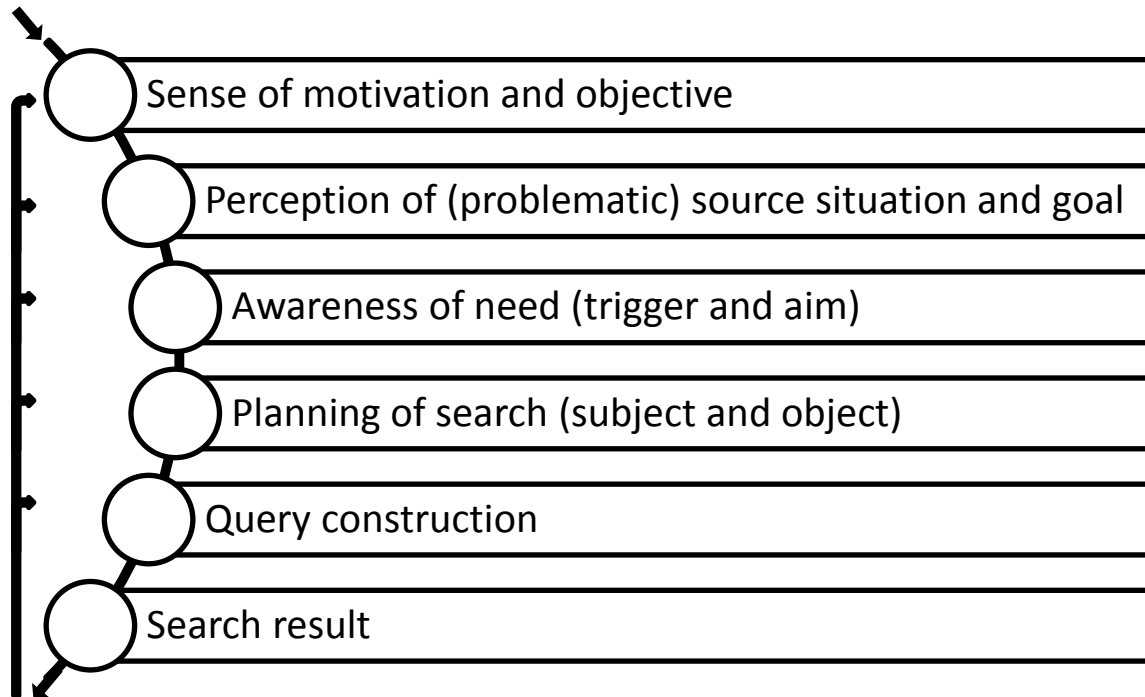 Sense of motivation and objective
Perception of (problematic) source situation and goal
Awareness of need (trigger and aim)
Planning of search (subject and object)
Query construction
Search result